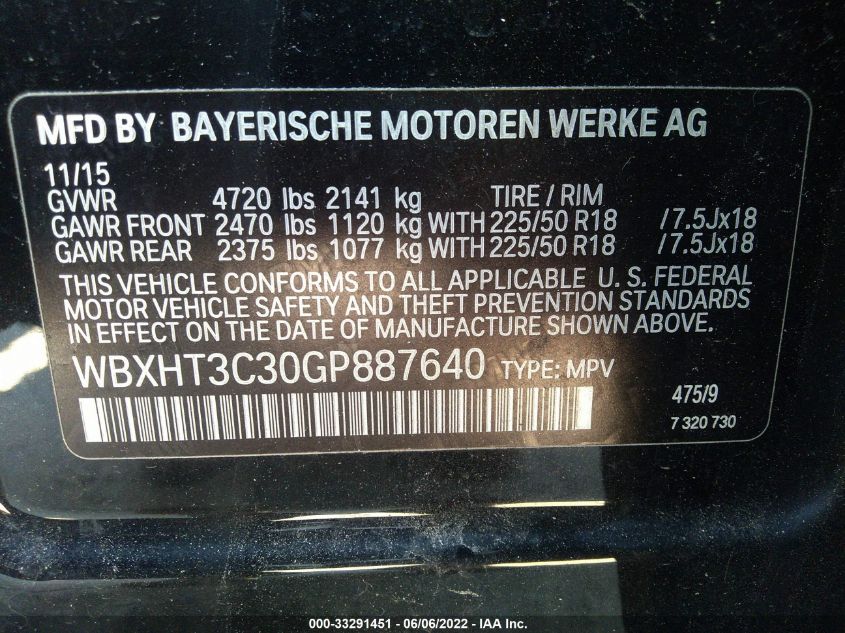 MFD BY BAYERISCHE MOTOREN WERKE AG
11/15
GVWR 4720 lbs 2141 kg TIRE / RIM
GAWR FRONT 2470 lbs 1120 kg WITH 225/50 R18 /7.5Jx18
GAWR REAR 2375 lbs 1077 kg WITH 225/50 R18 /7.5Jx18
THIS VEHICLE CONFORMS TO ALL APPLICABLE U. S. FEDERAL
MOTOR VEHICLE SAFETY AND THEFT PREVENTION STANDARDS
IN EFFECT ON THE DATE OF MANUFACTURE SHOWN ABOVE.
WBXHT3C30GP887640 TYPE: MPV
475/9
7 320 730
000-33291451 - 06/06/2022 - IAA Inc.